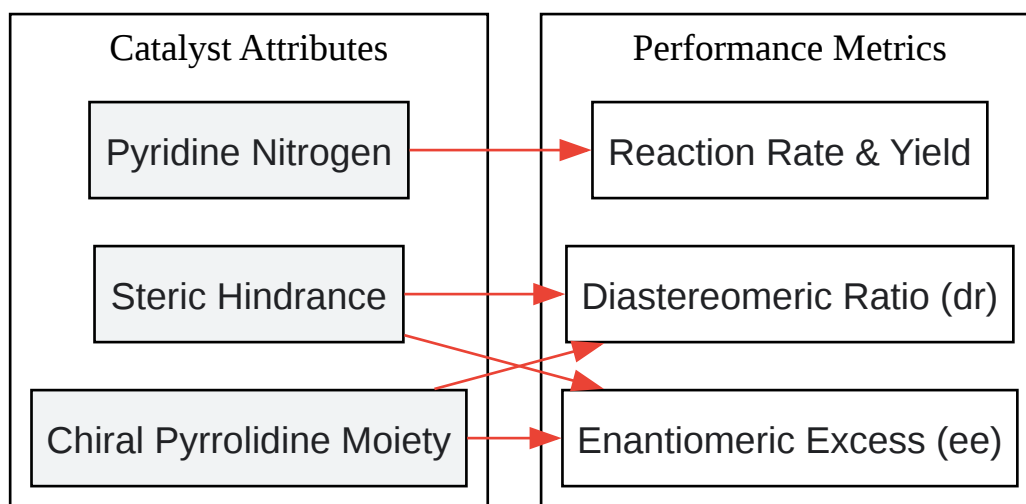 Catalyst Attributes
Pyridine Nitrogen
Steric Hindrance
Chiral Pyrrolidine Moiety
Performance Metrics
Reaction Rate & Yield
Diastereomeric Ratio (dr)
Enantiomeric Excess (ee)